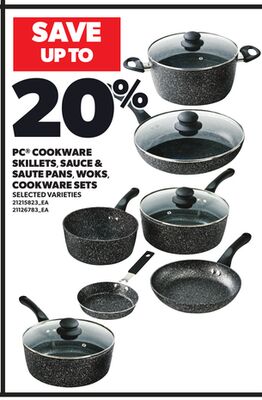 SAVE
UP TO
20%
PC® COOKWARE
SKILLETS, SAUCE &
SAUTE PANS, WOKS,
COOKWARE SETS
SELECTED VARIETIES
21215823_EA
21126783_EA